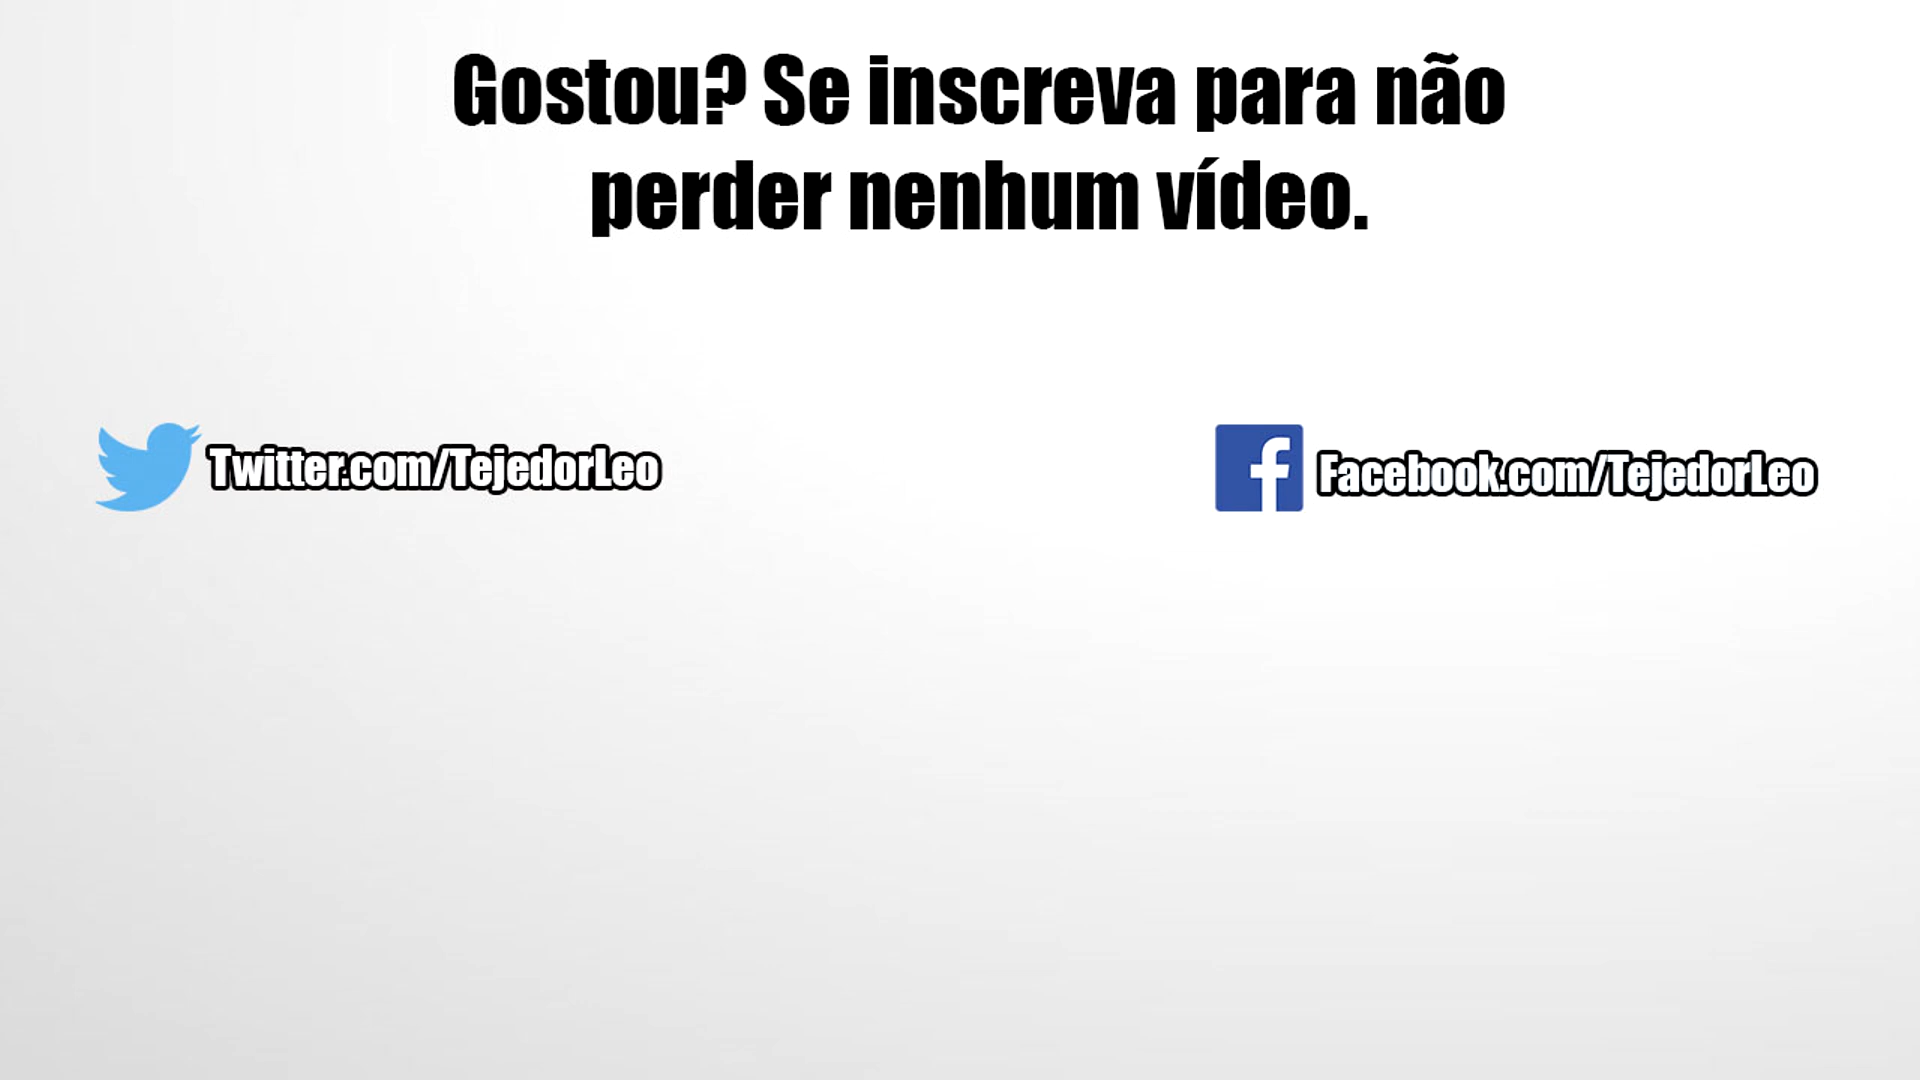 Gostou? Se inscreva para não
perder nenhum vídeo.
Twitter.com/TejedorLeo
Facebook.com/TejedorLeo